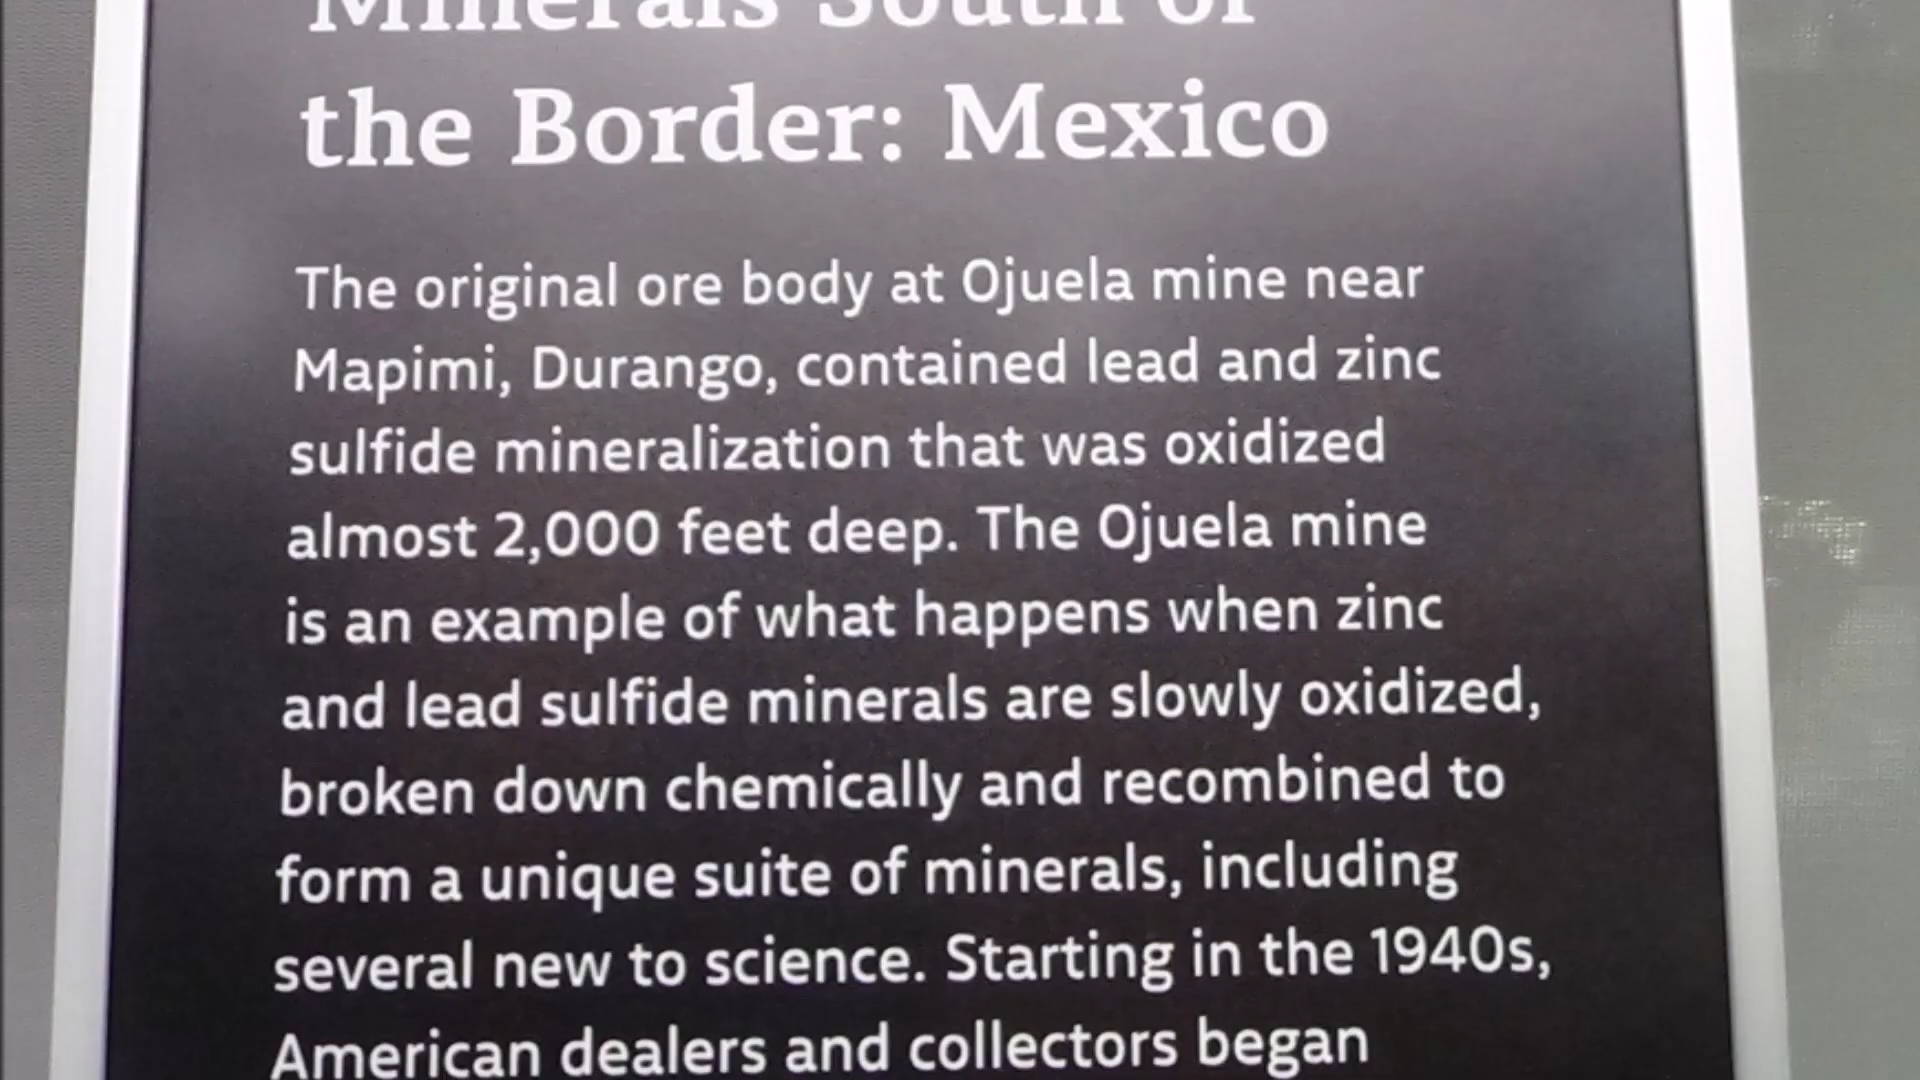 Minerals South of
the Border: Mexico
The original ore body at Ojuela mine near
Mapimi, Durango, contained lead and zinc
sulfide mineralization that was oxidized
almost 2,000 feet deep. The Ojuela mine
is an example of what happens when zinc
and lead sulfide minerals are slowly oxidized,
broken down chemically and recombined to
form a unique suite of minerals, including
several new to science. Starting in the 1940s,
American dealers and collectors began